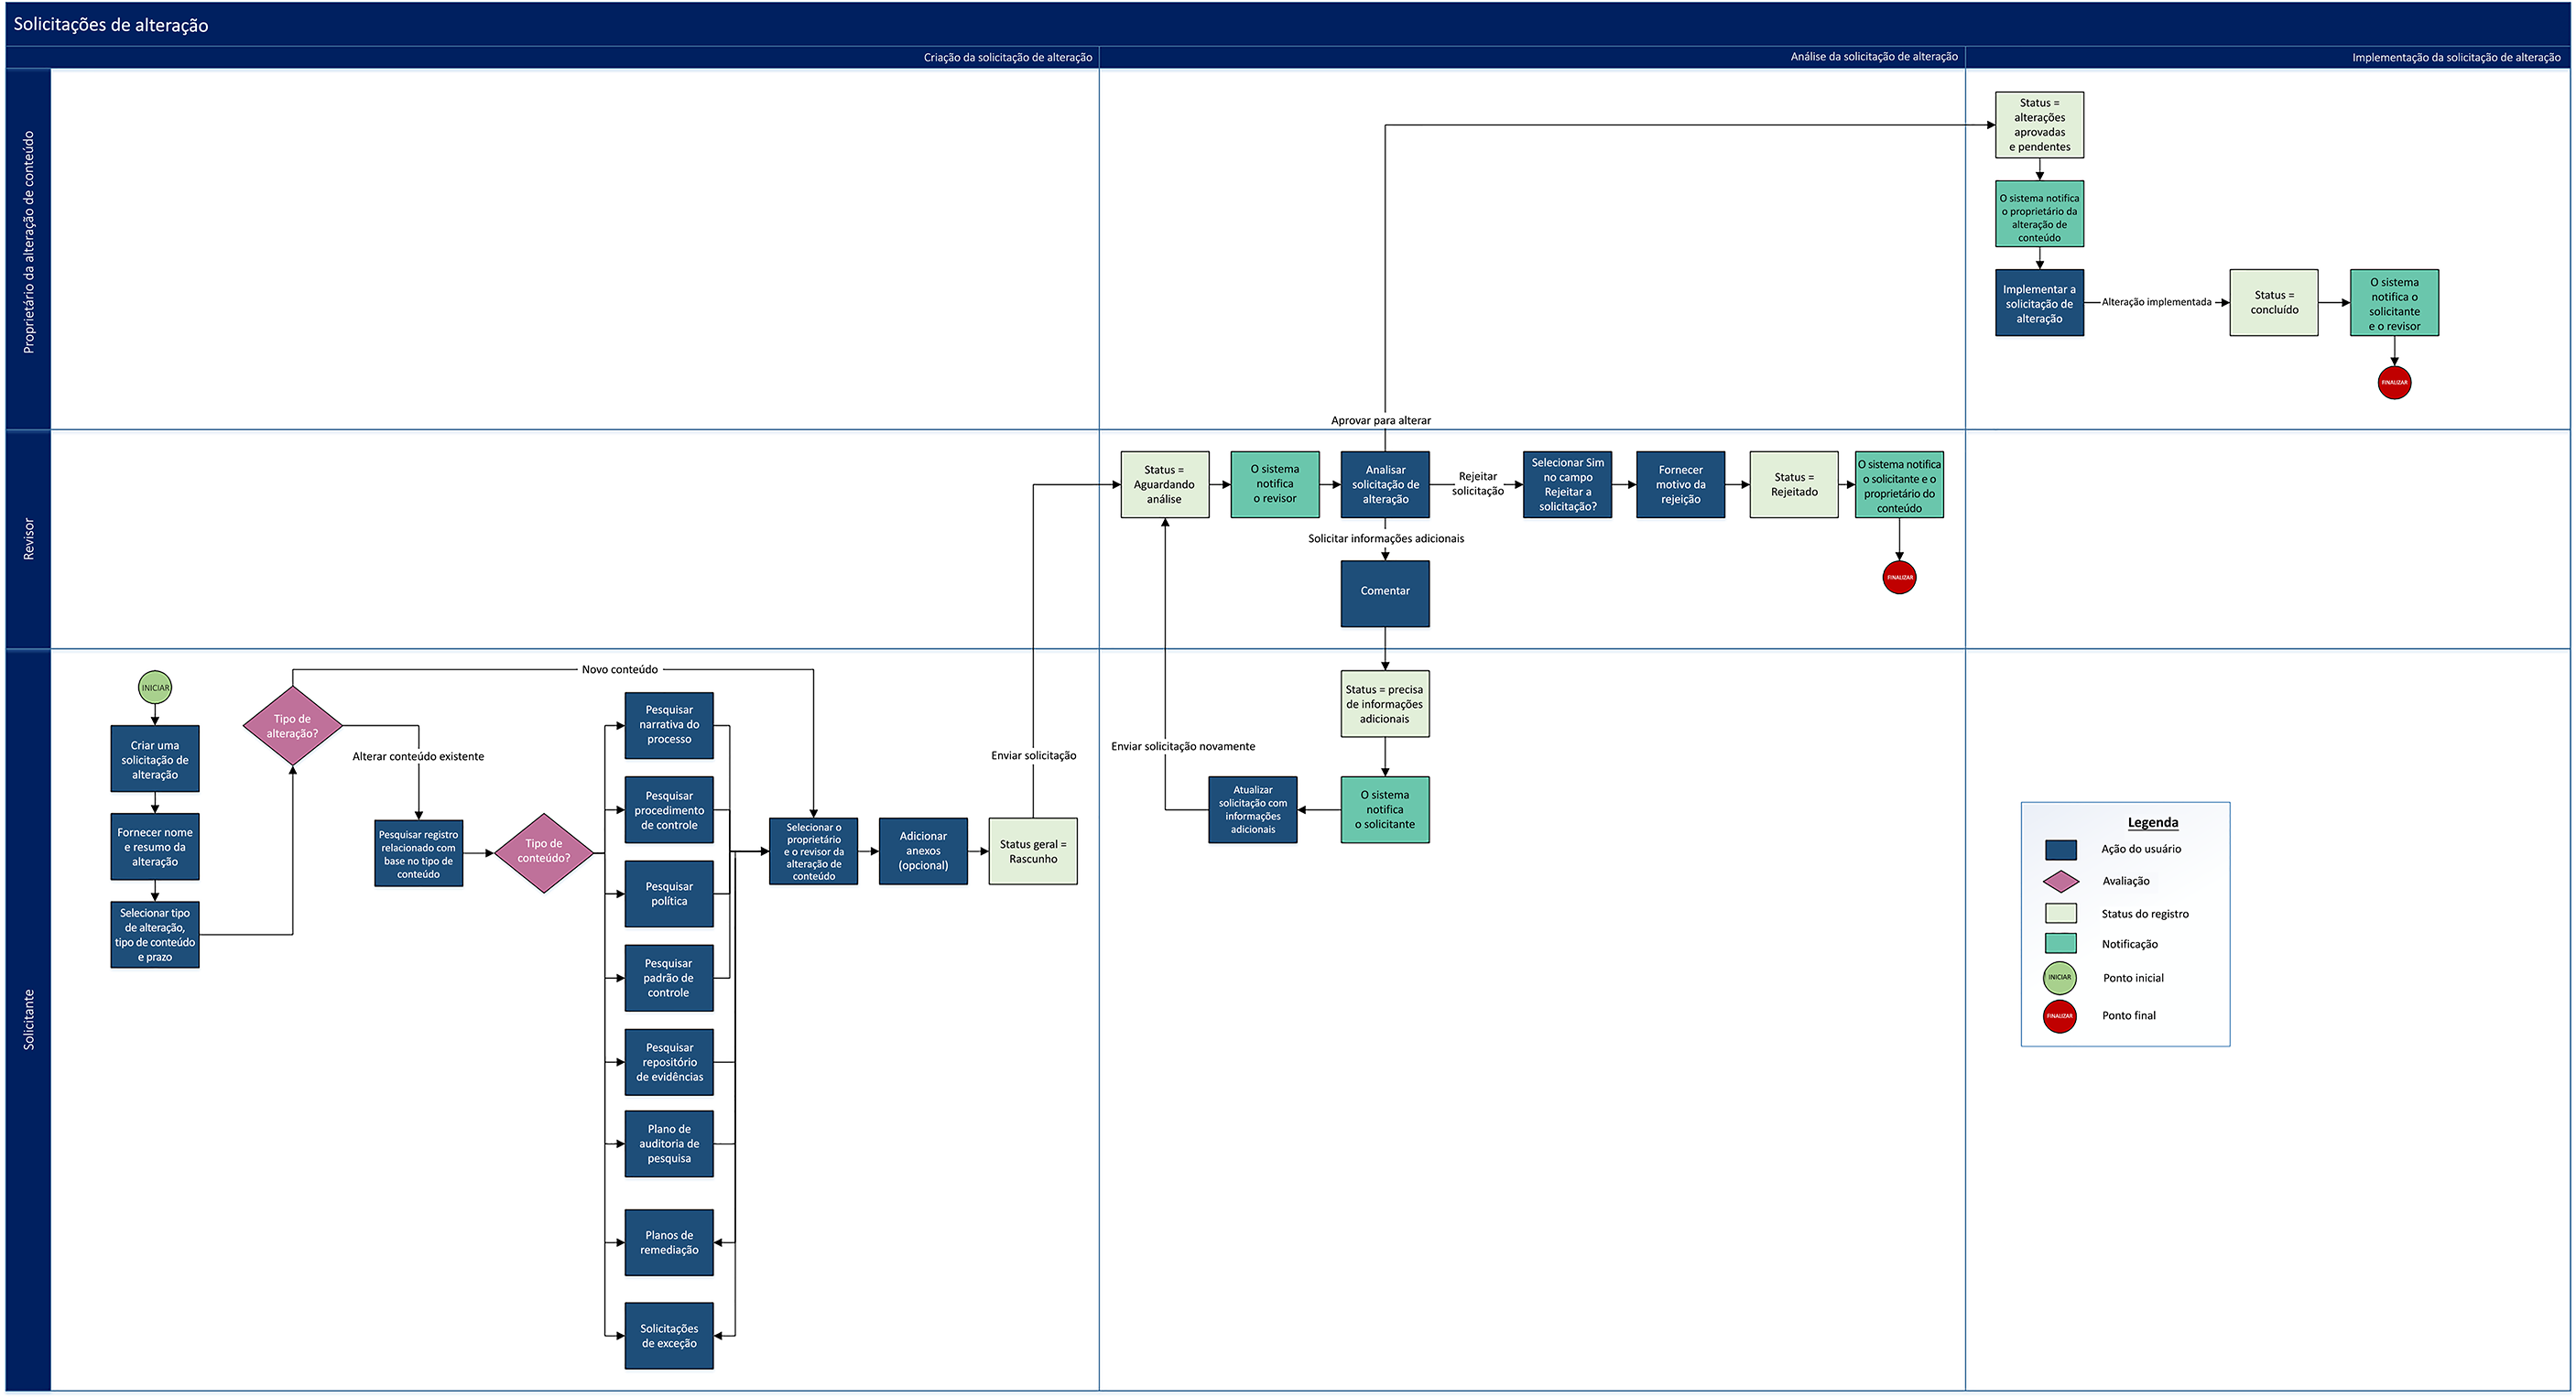 Solicitações de alteração
Criação da solicitação de alteração
Análise da solicitação de alteração
Implementação da solicitação de alteração
Proprietário da alteração de conteúdo
Status =
alterações
aprovadas
e pendentes
O sistema notifica
o proprietário da
alteração de
conteúdo
Implementar a
solicitação de
alteração
Alteração implementada
Status =
concluído
O sistema
notifica o
solicitante
e o revisor
FINALIZAR
Aprovar para alterar
Revisor
Status =
Aguardando
análise
O sistema
notifica
o revisor
Analisar
solicitação de
alteração
Rejeitar
solicitação
Selecionar Sim
no campo
Rejeitar a
solicitação?
Fornecer
motivo da
rejeição
Status =
Rejeitado
O sistema notifica
o solicitante e o
proprietário do
conteúdo
FINALIZAR
Solicitar informações adicionais
Comentar
Solicitante
INICIAR
Criar uma
solicitação de
alteração
Fornecer nome
e resumo da
alteração
Selecionar tipo
de alteração,
tipo de conteúdo
e prazo
Tipo de
alteração?
Novo conteúdo
Alterar conteúdo existente
Pesquisar registro
relacionado com
base no tipo de
conteúdo
Tipo de
conteúdo?
Pesquisar
narrativa do
processo
Pesquisar
procedimento
de controle
Pesquisar
política
Pesquisar
padrão de
controle
Pesquisar
repositório
de evidências
Plano de
auditoria de
pesquisa
Planos de
remediação
Solicitações
de exceção
Selecionar o
proprietário
e o revisor da
alteração de
conteúdo
Adicionar
anexos
(opcional)
Status geral =
Rascunho
Enviar solicitação
Status = precisa
de informações
adicionais
O sistema
notifica
o solicitante
Atualizar
solicitação com
informações
adicionais
Enviar solicitação novamente
Legenda
Ação do usuário
Avaliação
Status do registro
Notificação
INICIAR
Ponto inicial
FINALIZAR
Ponto final